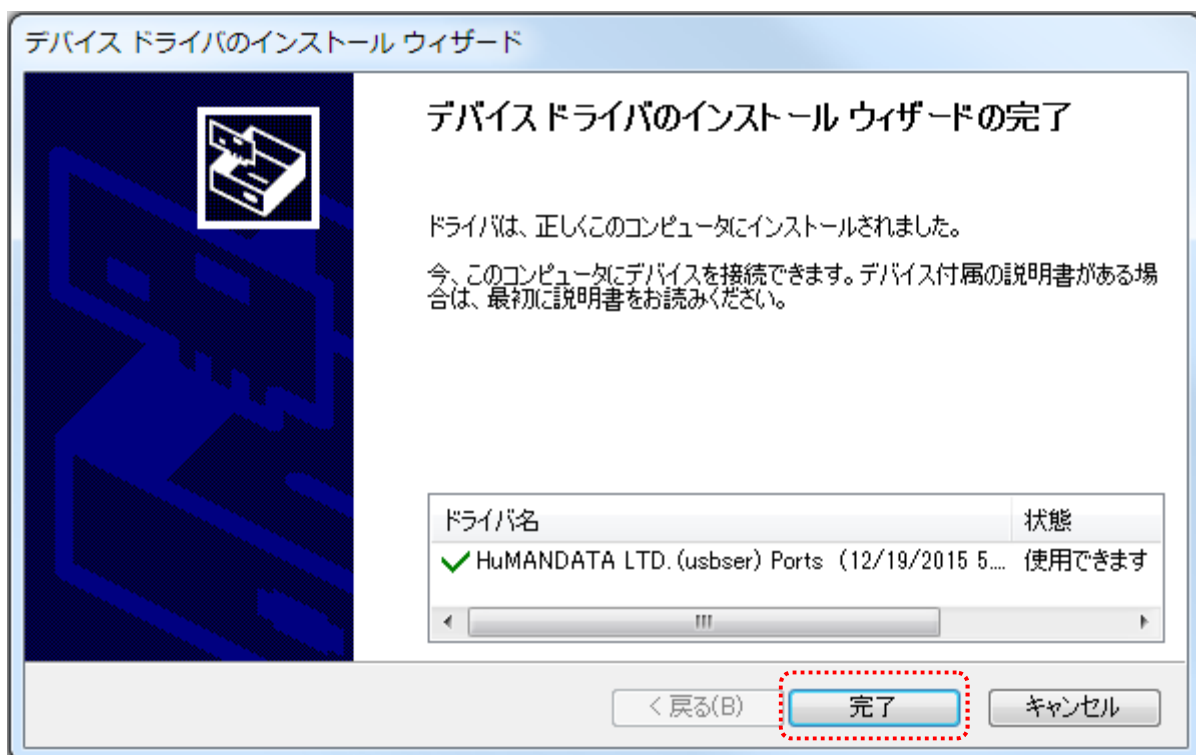 デバイス ドライバのインストール ウィザード
デバイス ドライバのインストール ウィザードの完了
ドライバは、正しくこのコンピュータにインストールされました。
今、このコンピュータにデバイスを接続できます。デバイス付属の説明書がある場
合は、最初に説明書をお読みください。
ドライバ名 状態
HuMANDATA LTD. (usbser) Ports (12/19/2015 5.... 使用できます
< 戻る(B) 完了 キャンセル